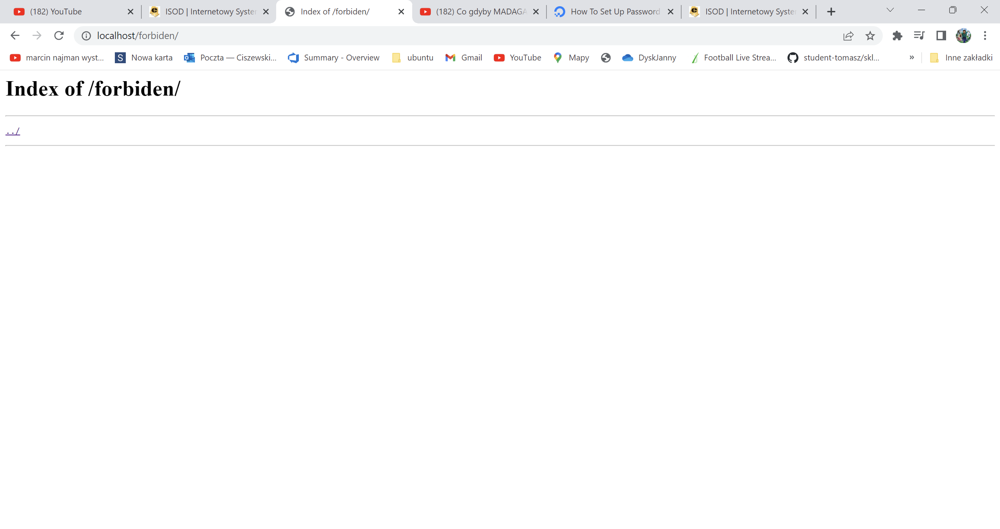 (182) YouTube
ISOD | Internetowy Syster
Index of /forbiden/
(182) Co gdyby MADAGA
How To Set Up Password
ISOD | Internetowy Syster
localhost/forbiden/
marcin najman wyst...
S Nowa karta
Poczta — Ciszewski...
Summary - Overview
ubuntu
Gmail
YouTube
Mapy
DyskJanny
Football Live Strea...
student-tomasz/skl...
»
Inne zakładki
Index of /forbiden/
../